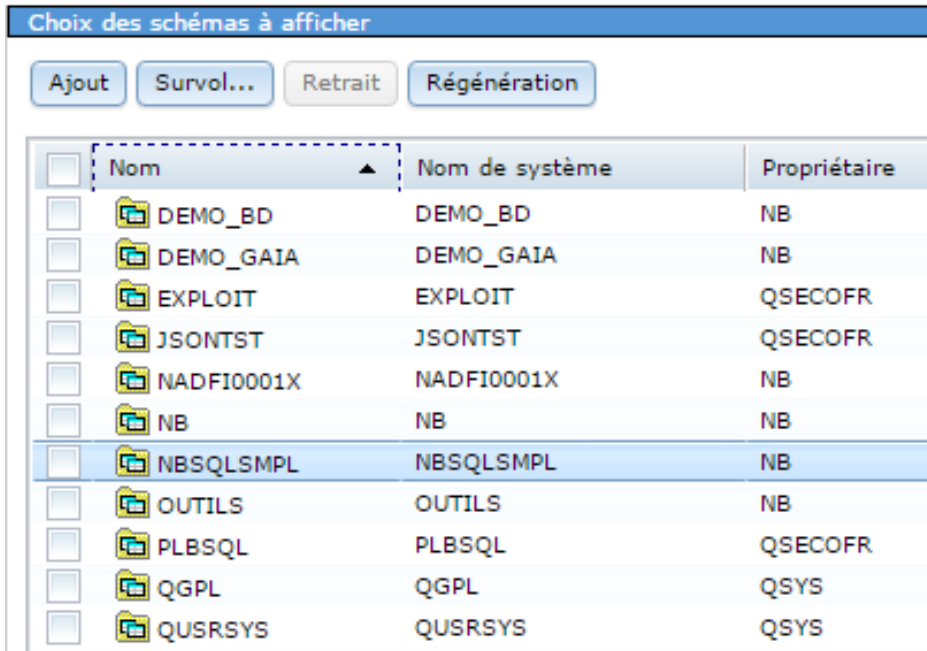 Choix des schémas à afficher
Ajout Survol... Retrait Régénération
Nom Nom de système Propriétaire
DEMO_BD DEMO_BD NB
DEMO_GAIA DEMO_GAIA NB
EXPLOIT EXPLOIT QSECOFR
JSONTST JSONTST QSECOFR
NADFI0001X NADFI0001X NB
NB NB NB
NBSQLSMPL NBSQLSMPL NB
OUTILS OUTILS NB
PLBSQL PLBSQL QSECOFR
QGPL QGPL QSYS
QUSRSYS QUSRSYS QSYS